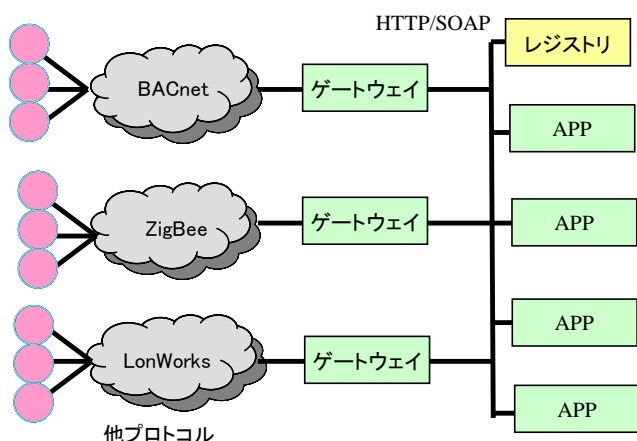 HTTP/SOAP
レジストリ
BACnet
ゲートウェイ
APP
ZigBee
ゲートウェイ
APP
APP
LonWorks
ゲートウェイ
APP
他プロトコル